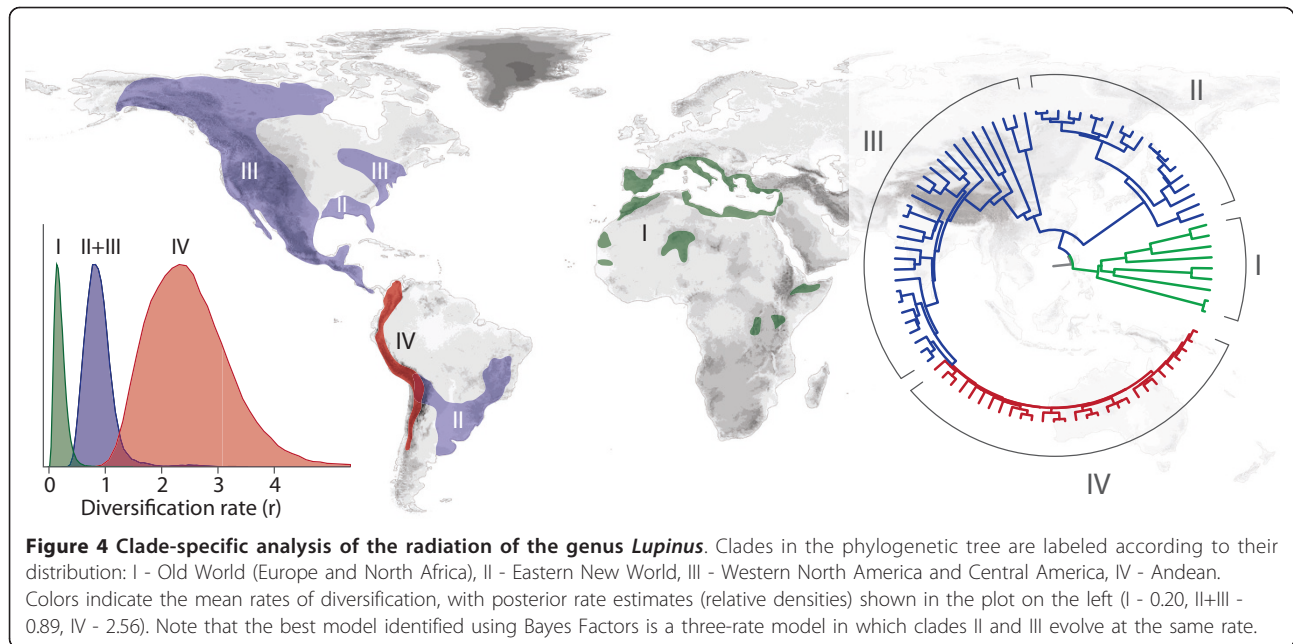 III
III
II
I
IV
II
I
II+III
IV
0
1
2
3
4
Diversification rate (r)
III
II
I
IV
Figure 4 Clade-specific analysis of the radiation of the genus Lupinus. Clades in the phylogenetic tree are labeled according to their
distribution: I - Old World (Europe and North Africa), II - Eastern New World, III - Western North America and Central America, IV - Andean.
Colors indicate the mean rates of diversification, with posterior rate estimates (relative densities) shown in the plot on the left (I - 0.20, II+III -
0.89, IV - 2.56). Note that the best model identified using Bayes Factors is a three-rate model in which clades II and III evolve at the same rate.